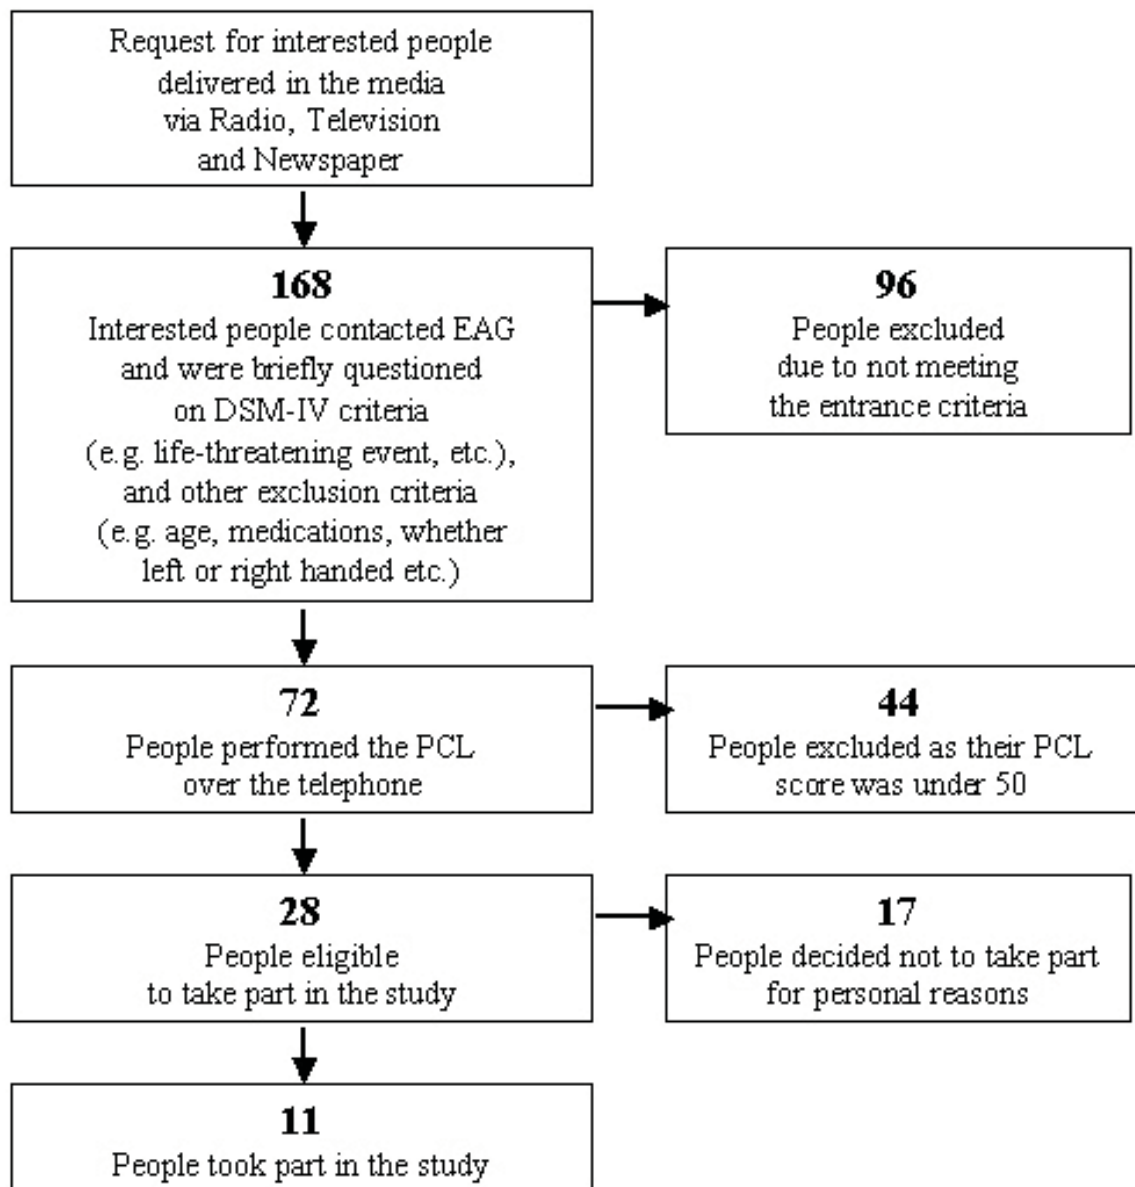 Request for interested people
delivered in the media
via Radio, Television
and Newspaper
168
Interested people contacted EAG
and were briefly questioned
on DSM-IV criteria
(e.g. life-threatening event, etc.),
and other exclusion criteria
(e.g. age, medications, whether
left or right handed etc.)
96
People excluded
due to not meeting
the entrance criteria
72
People performed the PCL
over the telephone
44
People excluded as their PCL
score was under 50
28
People eligible
to take part in the study
17
People decided not to take part
for personal reasons
11
People took part in the study